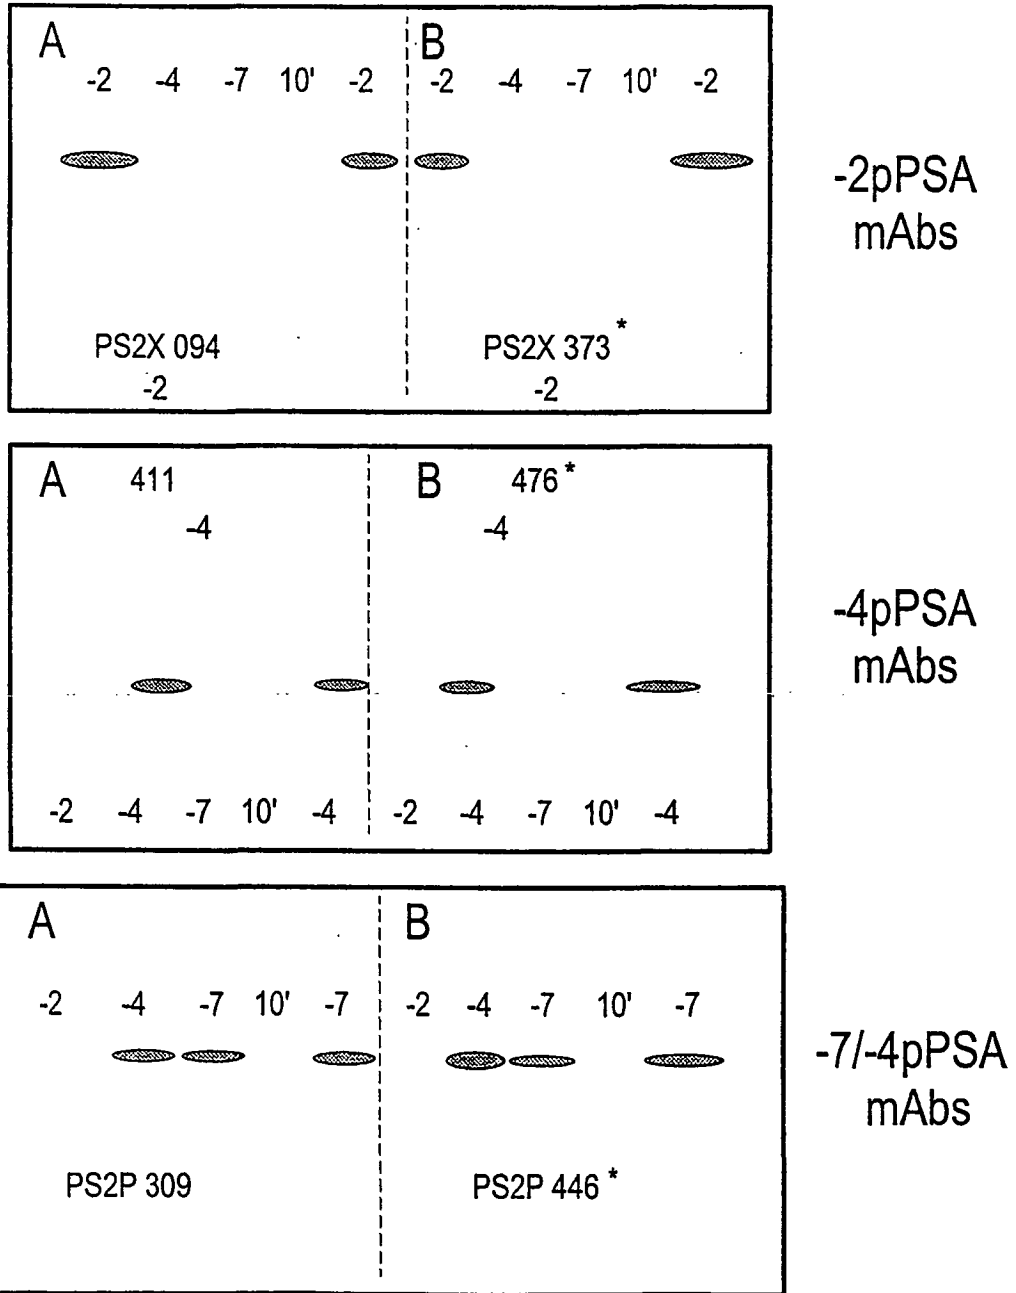 A B
-2 -4 -7 10' -2 -2 -4 -7 10' -2
PS2X 094 PS2X 373 *
-2 -2
-2pPSA
mAbs
A 411 B 476 *
-4 -4
-2 -4 -7 10' -4 -2 -4 -7 10' -4
-4pPSA
mAbs
A B
-2 -4 -7 10' -7 -2 -4 -7 10' -7
PS2P 309 PS2P 446 *
-7/-4pPSA
mAbs